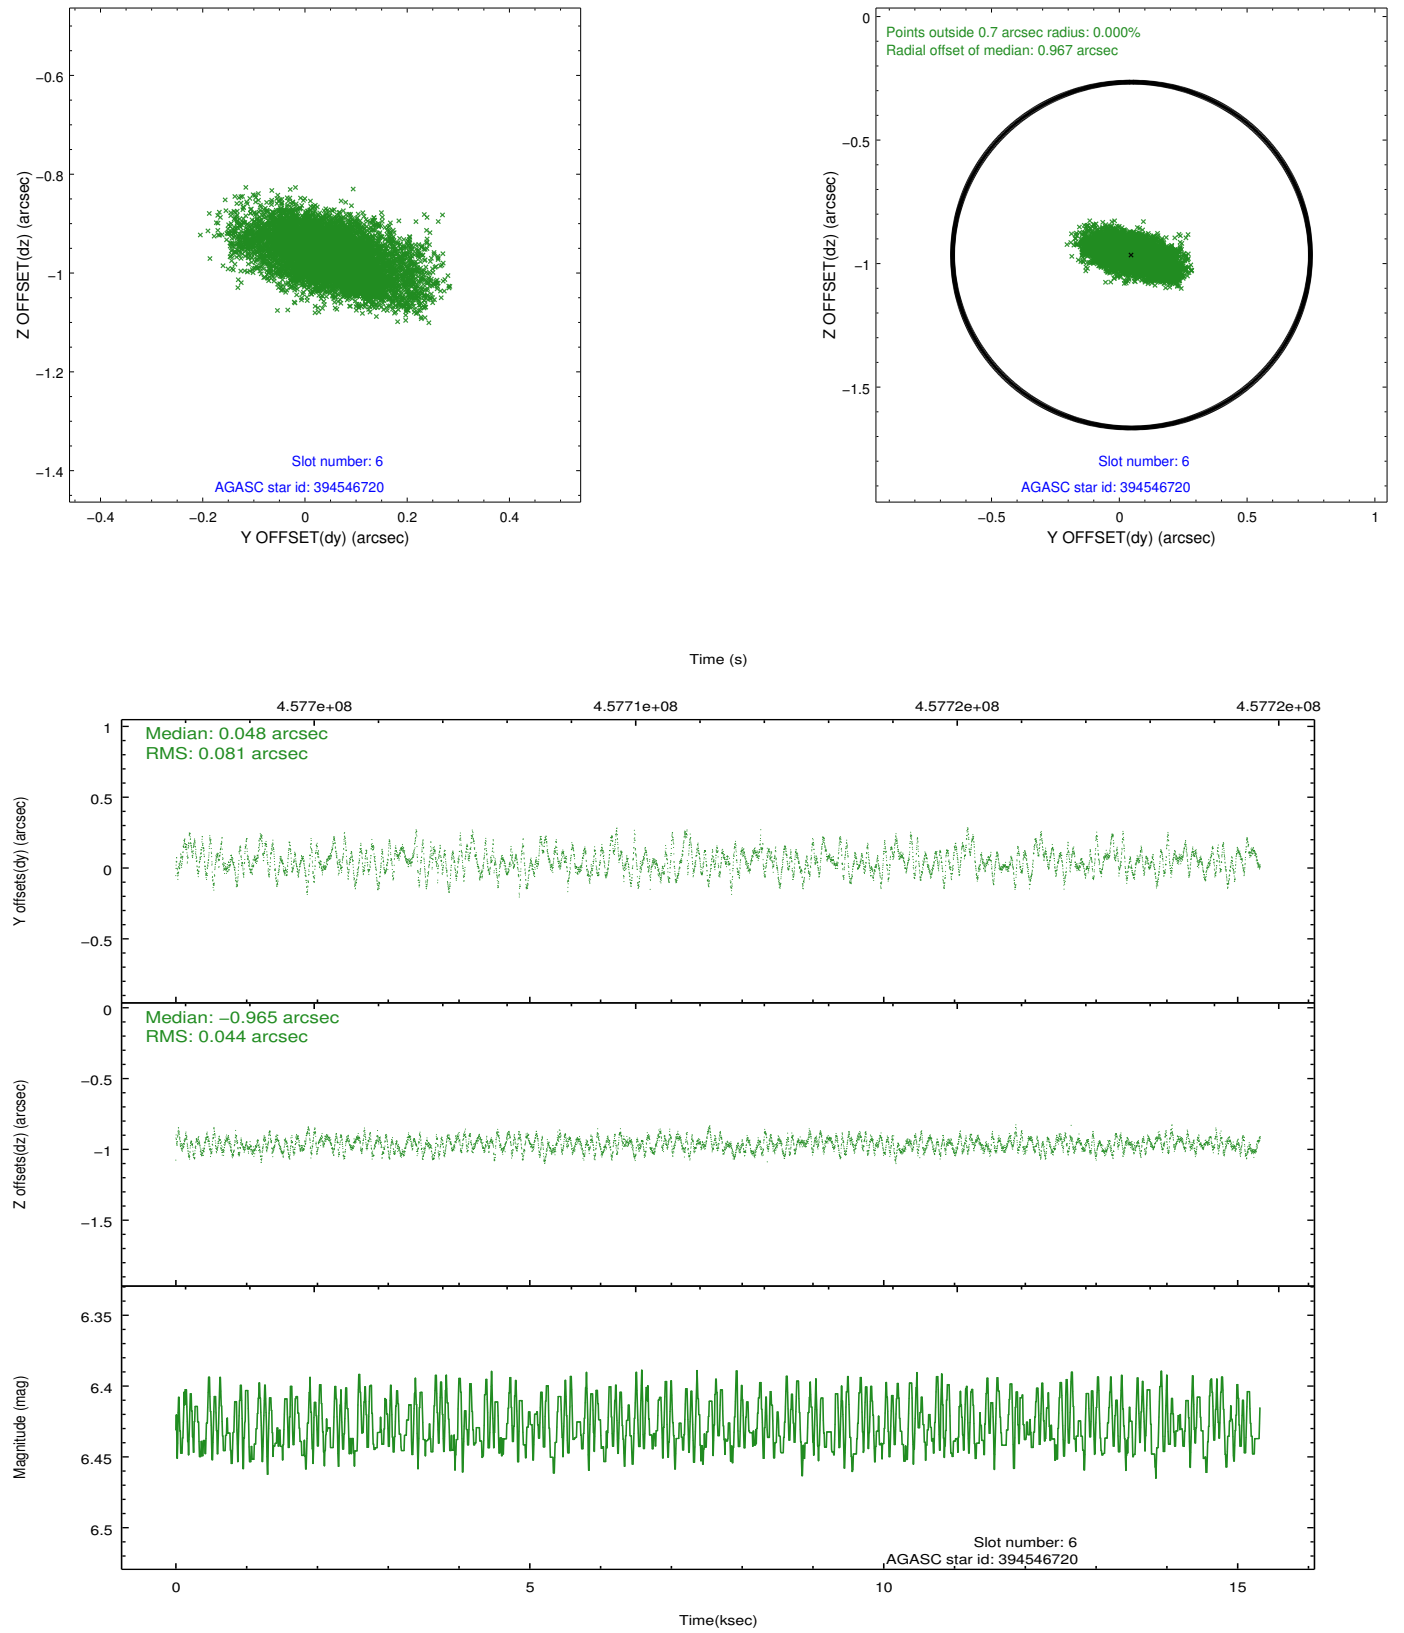 −0.6
−0.8
−1
−1.2
−1.4
Z OFFSET(dz) (arcsec)
Slot number: 6
AGASC star id: 394546720
−0.4 −0.2 0 0.2 0.4
Y OFFSET(dy) (arcsec)
Points outside 0.7 arcsec radius: 0.000%
Radial offset of median: 0.967 arcsec
0
−0.5
−1
−1.5
Z OFFSET(dz) (arcsec)
Slot number: 6
AGASC star id: 394546720
−0.5 0 0.5 1
Y OFFSET(dy) (arcsec)
Time (s)
4.577e+08 4.5771e+08 4.5772e+08 4.5772e+08
Median: 0.048 arcsec
RMS: 0.081 arcsec
1
0.5
0
−0.5
Y offsets(dy) (arcsec)
Median: −0.965 arcsec
RMS: 0.044 arcsec
0
−0.5
−1
−1.5
Z offsets(dz) (arcsec)
6.35
6.4
6.45
6.5
Magnitude (mag)
Slot number: 6
AGASC star id: 394546720
0 5 10 15
Time(ksec)